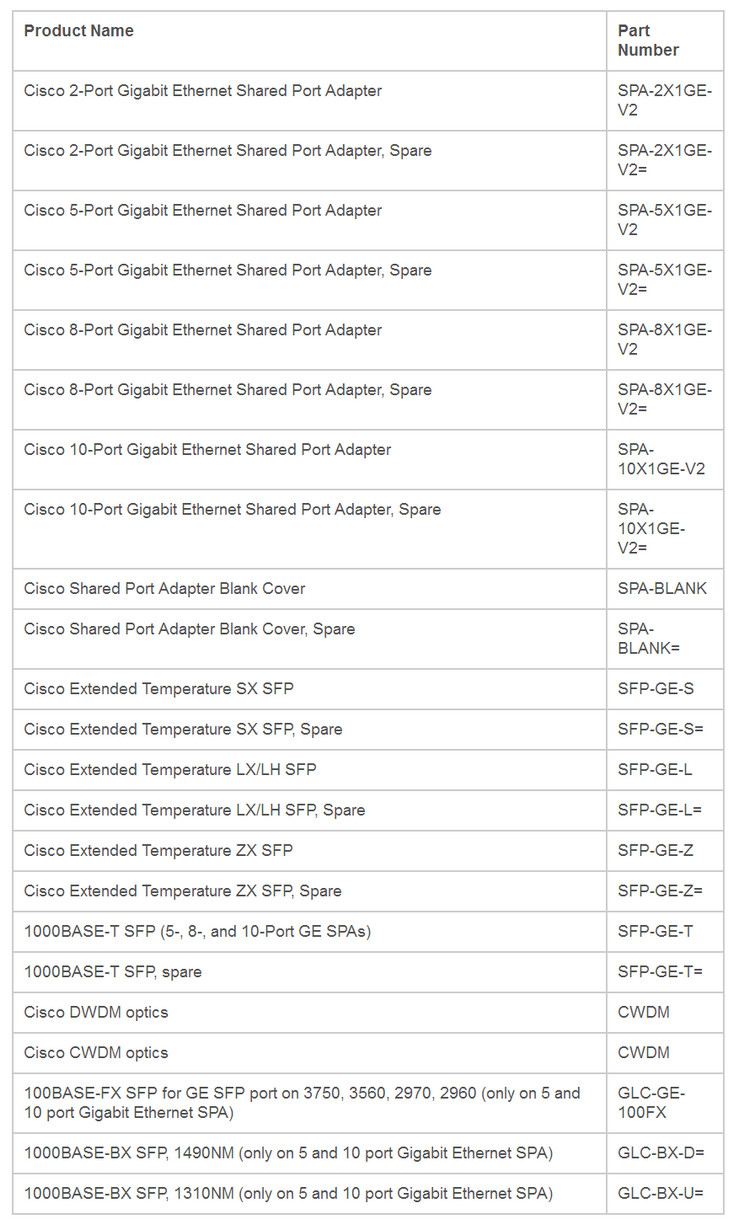 Product Name
Part
Number
Cisco 2-Port Gigabit Ethernet Shared Port Adapter
SPA-2X1GE-
V2
Cisco 2-Port Gigabit Ethernet Shared Port Adapter, Spare
SPA-2X1GE-
V2=
Cisco 5-Port Gigabit Ethernet Shared Port Adapter
SPA-5X1GE-
V2
Cisco 5-Port Gigabit Ethernet Shared Port Adapter, Spare
SPA-5X1GE-
V2=
Cisco 8-Port Gigabit Ethernet Shared Port Adapter
SPA-8X1GE-
V2
Cisco 8-Port Gigabit Ethernet Shared Port Adapter, Spare
SPA-8X1GE-
V2=
Cisco 10-Port Gigabit Ethernet Shared Port Adapter
SPA-
10X1GE-V2
Cisco 10-Port Gigabit Ethernet Shared Port Adapter, Spare
SPA-
10X1GE-
V2=
Cisco Shared Port Adapter Blank Cover
SPA-BLANK
Cisco Shared Port Adapter Blank Cover, Spare
SPA-
BLANK=
Cisco Extended Temperature SX SFP
SFP-GE-S
Cisco Extended Temperature SX SFP, Spare
SFP-GE-S=
Cisco Extended Temperature LX/LH SFP
SFP-GE-L
Cisco Extended Temperature LX/LH SFP, Spare
SFP-GE-L=
Cisco Extended Temperature ZX SFP
SFP-GE-Z
Cisco Extended Temperature ZX SFP, Spare
SFP-GE-Z=
1000BASE-T SFP (5-, 8-, and 10-Port GE SPAs)
SFP-GE-T
1000BASE-T SFP, spare
SFP-GE-T=
Cisco DWDM optics
CWDM
Cisco CWDM optics
CWDM
100BASE-FX SFP for GE SFP port on 3750, 3560, 2970, 2960 (only on 5 and
10 port Gigabit Ethernet SPA)
GLC-GE-
100FX
1000BASE-BX SFP, 1490NM (only on 5 and 10 port Gigabit Ethernet SPA)
GLC-BX-D=
1000BASE-BX SFP, 1310NM (only on 5 and 10 port Gigabit Ethernet SPA)
GLC-BX-U=